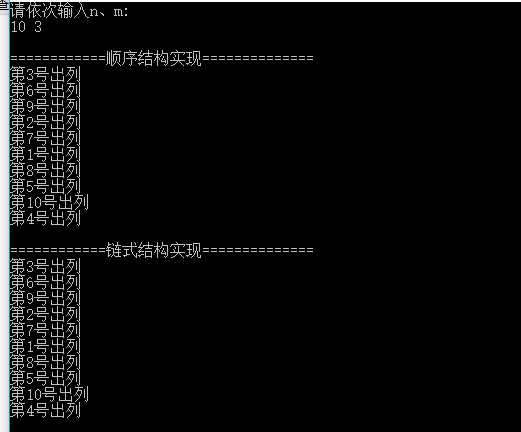 请依次输入n、m:
10 3
============顺序结构实现==============
第3号出列
第6号出列
第9号出列
第2号出列
第7号出列
第1号出列
第8号出列
第5号出列
第10号出列
第4号出列
============链式结构实现==============
第3号出列
第6号出列
第9号出列
第2号出列
第7号出列
第1号出列
第8号出列
第5号出列
第10号出列
第4号出列